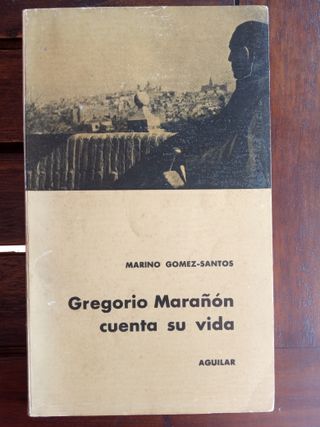 MARINO GOMEZ-SANTOS
Gregorio Marañón
cuenta su vida
AGUILAR